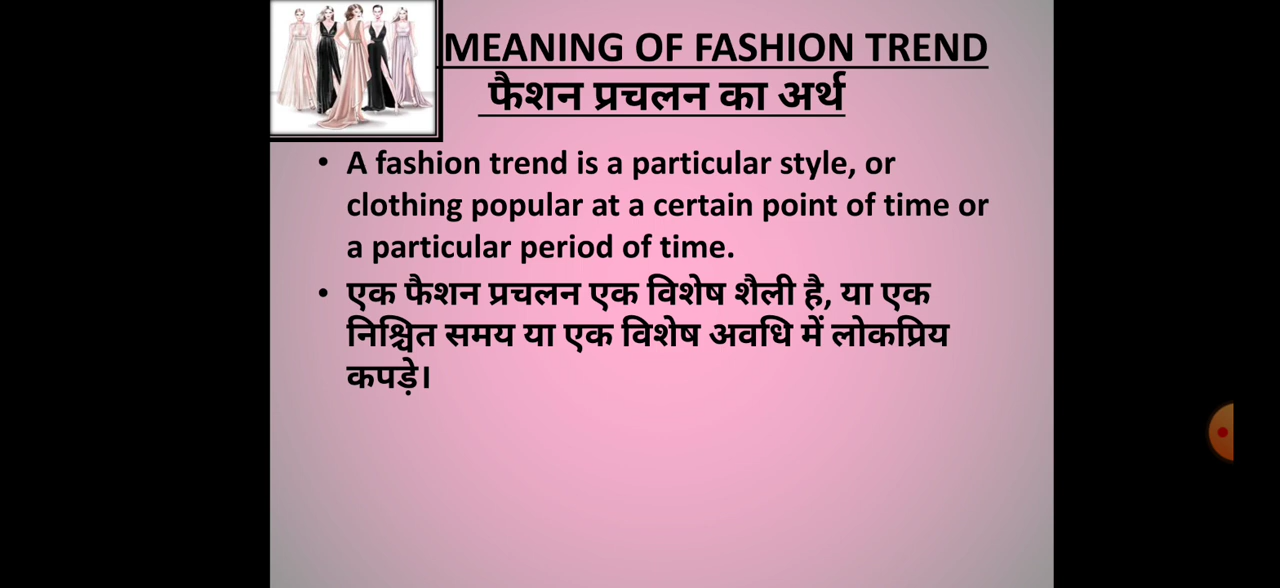 MEANING OF FASHION TREND
फैशन प्रचलन का अर्थ
• A fashion trend is a particular style, or
clothing popular at a certain point of time or
a particular period of time.
• एक फैशन प्रचलन एक विशेष शैली है, या एक
निश्चित समय या एक विशेष अवधि में लोकप्रिय
कपड़े।